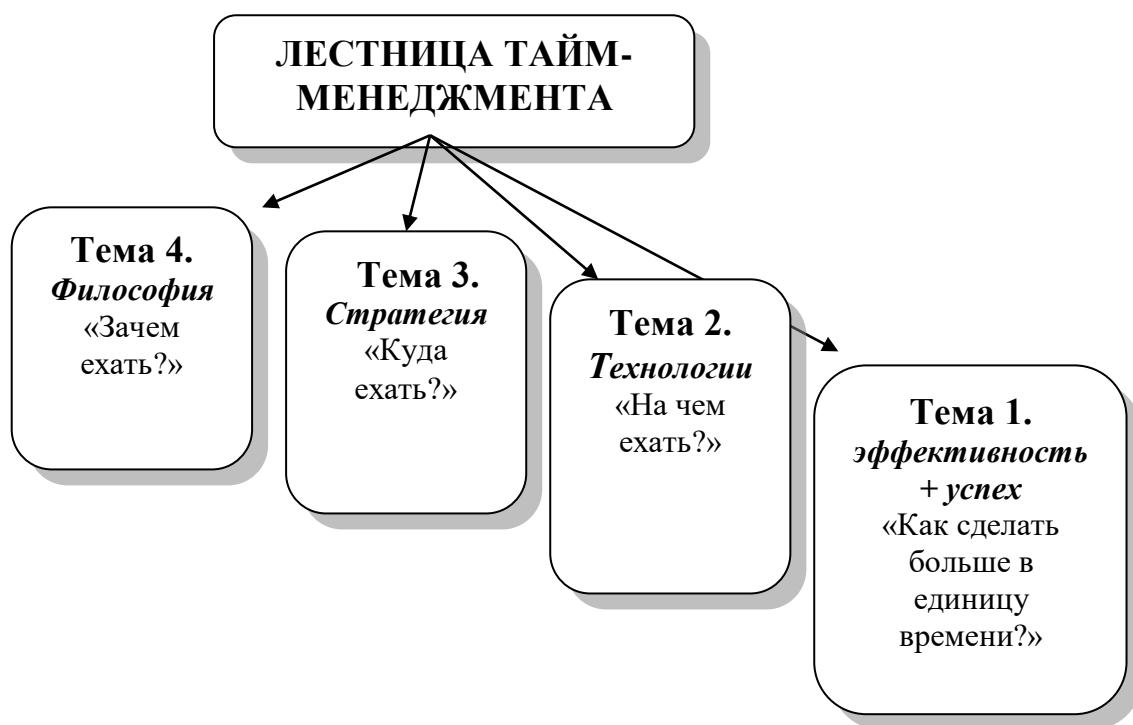 ЛЕСТНИЦА ТАЙМ-
МЕНЕДЖМЕНТА
Тема 4.
Философия
«Зачем
ехать?»
Тема 3.
Стратегия
«Куда
ехать?»
Тема 2.
Технологии
«На чем
ехать?»
Тема 1.
эффективность
+ успех
«Как сделать
больше в
единицу
времени?»